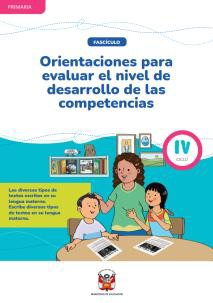 PRIMARIA
FASCÍCULO
Orientaciones para
evaluar el nivel de
desarrollo de las
competencias
IV
CICLO
Lee diversos tipos de
textos escritos en su
lengua materna.
Escribe diversos tipos
de textos en su lengua
materna.
PERÚ
MINISTERIO DE EDUCACIÓN